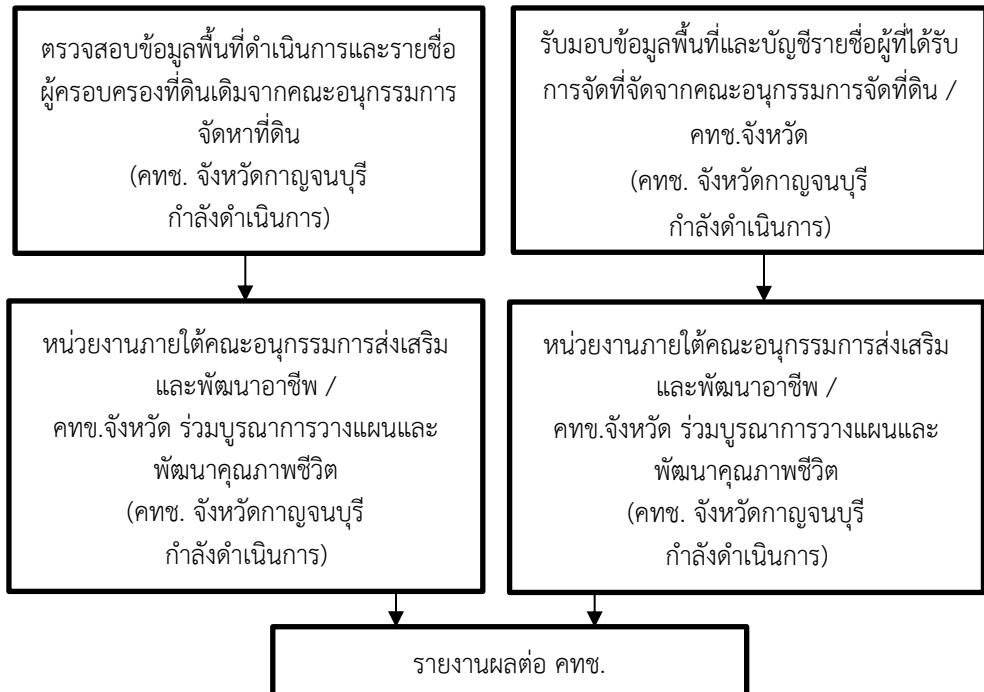 ตรวจสอบข้อมูลพื้นที่ดำเนินการและรายชื่อ
ผู้ครอบครองที่ดินเดิมจากคณะอนุกรรมการ
จัดหาที่ดิน
(คทช. จังหวัดกาญจนบุรี
กำลังดำเนินการ)
รับมอบข้อมูลพื้นที่และบัญชีรายชื่อผู้ที่ได้รับ
การจัดที่จัดจากคณะอนุกรรมการจัดที่ดิน /
คทช.จังหวัด
(คทช. จังหวัดกาญจนบุรี
กำลังดำเนินการ)
หน่วยงานภายใต้คณะอนุกรรมการส่งเสริม
และพัฒนาอาชีพ /
คทข.จังหวัด ร่วมบูรณาการวางแผนและ
พัฒนาคุณภาพชีวิต
(คทช. จังหวัดกาญจนบุรี
กำลังดำเนินการ)
หน่วยงานภายใต้คณะอนุกรรมการส่งเสริม
และพัฒนาอาชีพ /
คทข.จังหวัด ร่วมบูรณาการวางแผนและ
พัฒนาคุณภาพชีวิต
(คทช. จังหวัดกาญจนบุรี
กำลังดำเนินการ)
รายงานผลต่อ คทช.